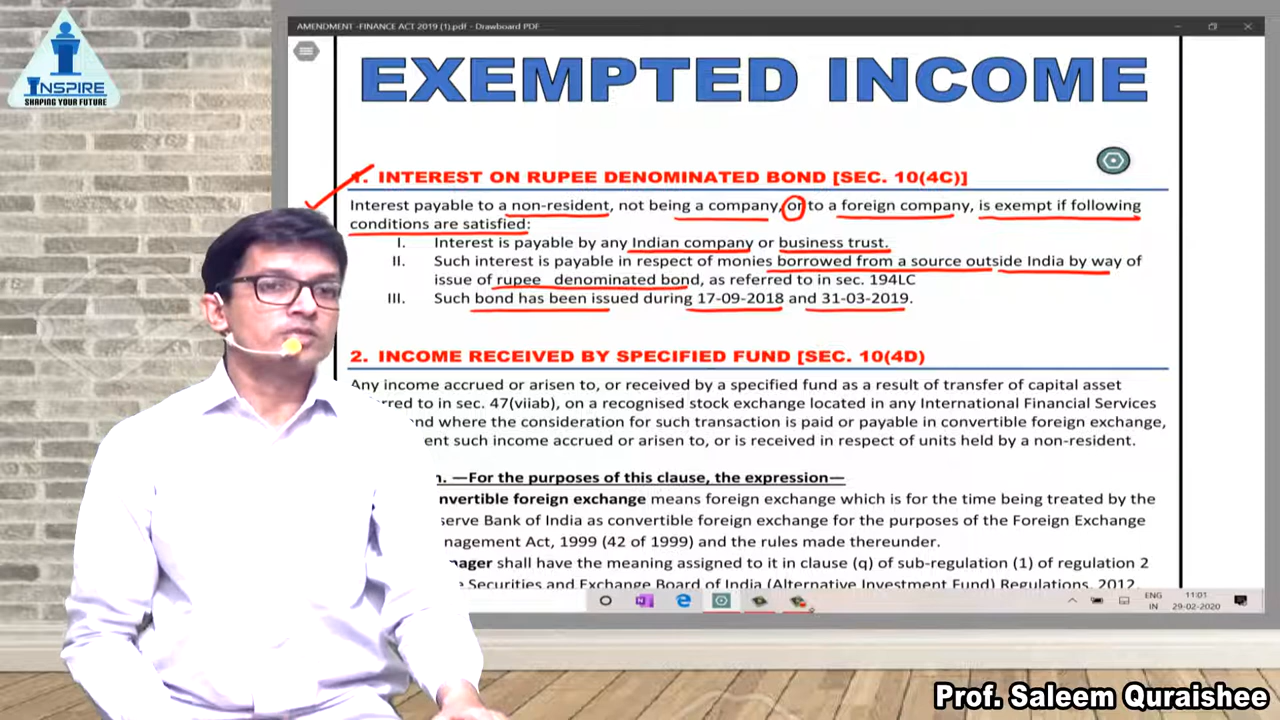 AMENDMENT -FINANCE ACT 2019 (1).pdf - Drawboard PDF
INSPIRE
SHAPING YOUR FUTURE
EXEMPTED INCOME
1. INTEREST ON RUPEE DENOMINATED BOND [SEC. 10(4C)]
Interest payable to a non-resident, not being a company, or to a foreign company, is exempt if following
conditions are satisfied:
I. Interest is payable by any Indian company or business trust.
II. Such interest is payable in respect of monies borrowed from a source outside India by way of
issue of rupee denominated bond, as referred to in sec. 194LC
III. Such bond has been issued during 17-09-2018 and 31-03-2019.
2. INCOME RECEIVED BY SPECIFIED FUND [SEC. 10(4D)
Any income accrued or arisen to, or received by a specified fund as a result of transfer of capital asset
rred to in sec. 47(viiab), on a recognised stock exchange located in any International Financial Services
nd where the consideration for such transaction is paid or payable in convertible foreign exchange,
ent such income accrued or arisen to, or is received in respect of units held by a non-resident.
n. —For the purposes of this clause, the expression—
nvertible foreign exchange means foreign exchange which is for the time being treated by the
serve Bank of India as convertible foreign exchange for the purposes of the Foreign Exchange
nagement Act, 1999 (42 of 1999) and the rules made thereunder.
nager shall have the meaning assigned to it in clause (q) of sub-regulation (1) of regulation 2
e Securities and Exchange Board of India (Alternative Investment Fund) Regulations, 2012,
ENG
IN
11:01
29-02-2020
Prof. Saleem Quraishee